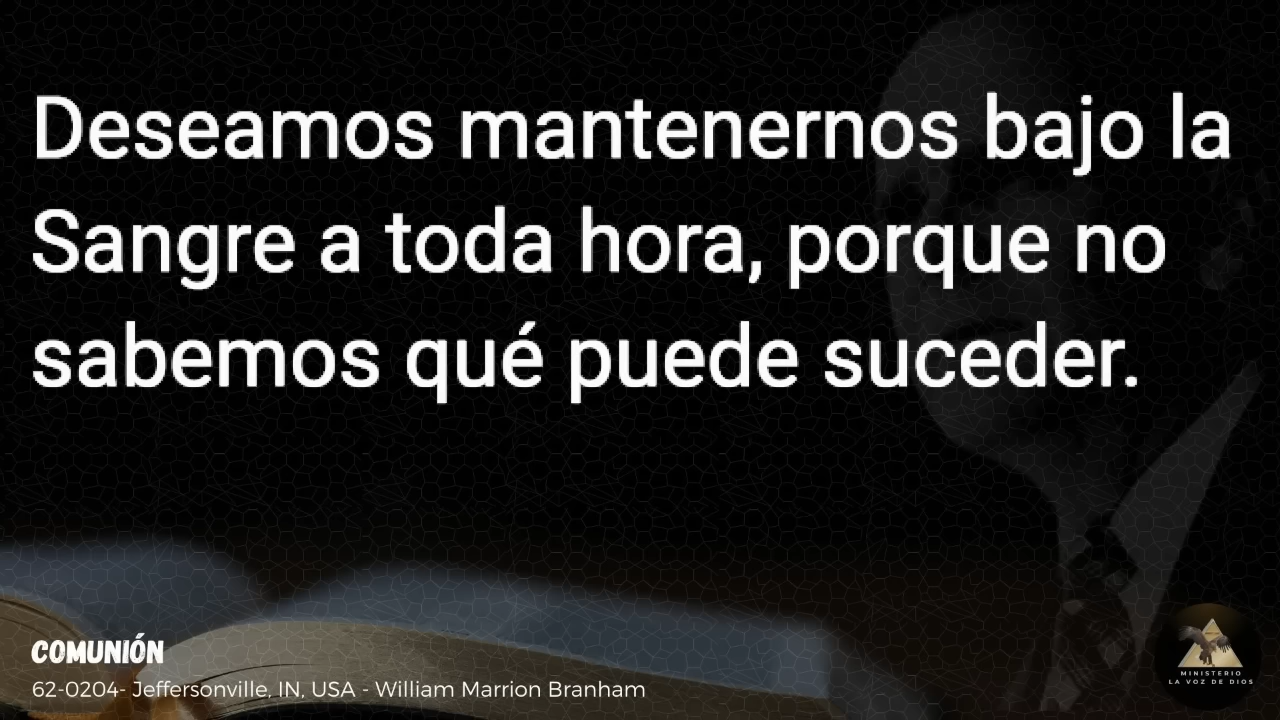 Deseamos mantenernos bajo la
Sangre a toda hora, porque no
sabemos qué puede suceder.
COMUNIÓN
62-0204- Jeffersonville, IN, USA - William Marrion Branham
MINISTERIO
LA VOZ DE DIOS